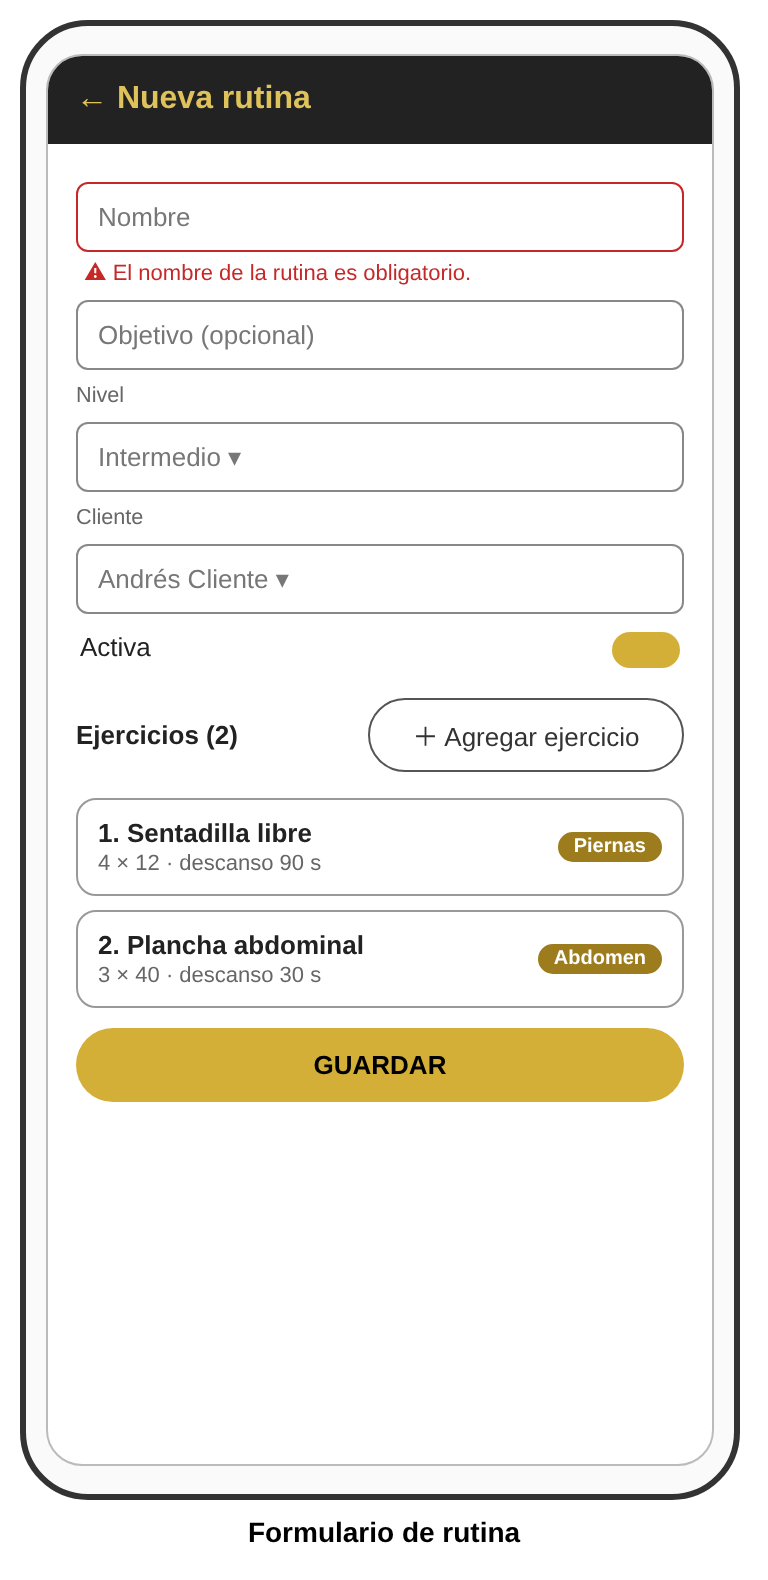 ← Nueva rutina
Nombre
⚠ El nombre de la rutina es obligatorio.
Objetivo (opcional)
Nivel
Intermedio ▾
Cliente
Andrés Cliente ▾
Activa
Ejercicios (2)
＋ Agregar ejercicio
1. Sentadilla libre
4 × 12 · descanso 90 s
Piernas
2. Plancha abdominal
3 × 40 · descanso 30 s
Abdomen
GUARDAR
Formulario de rutina